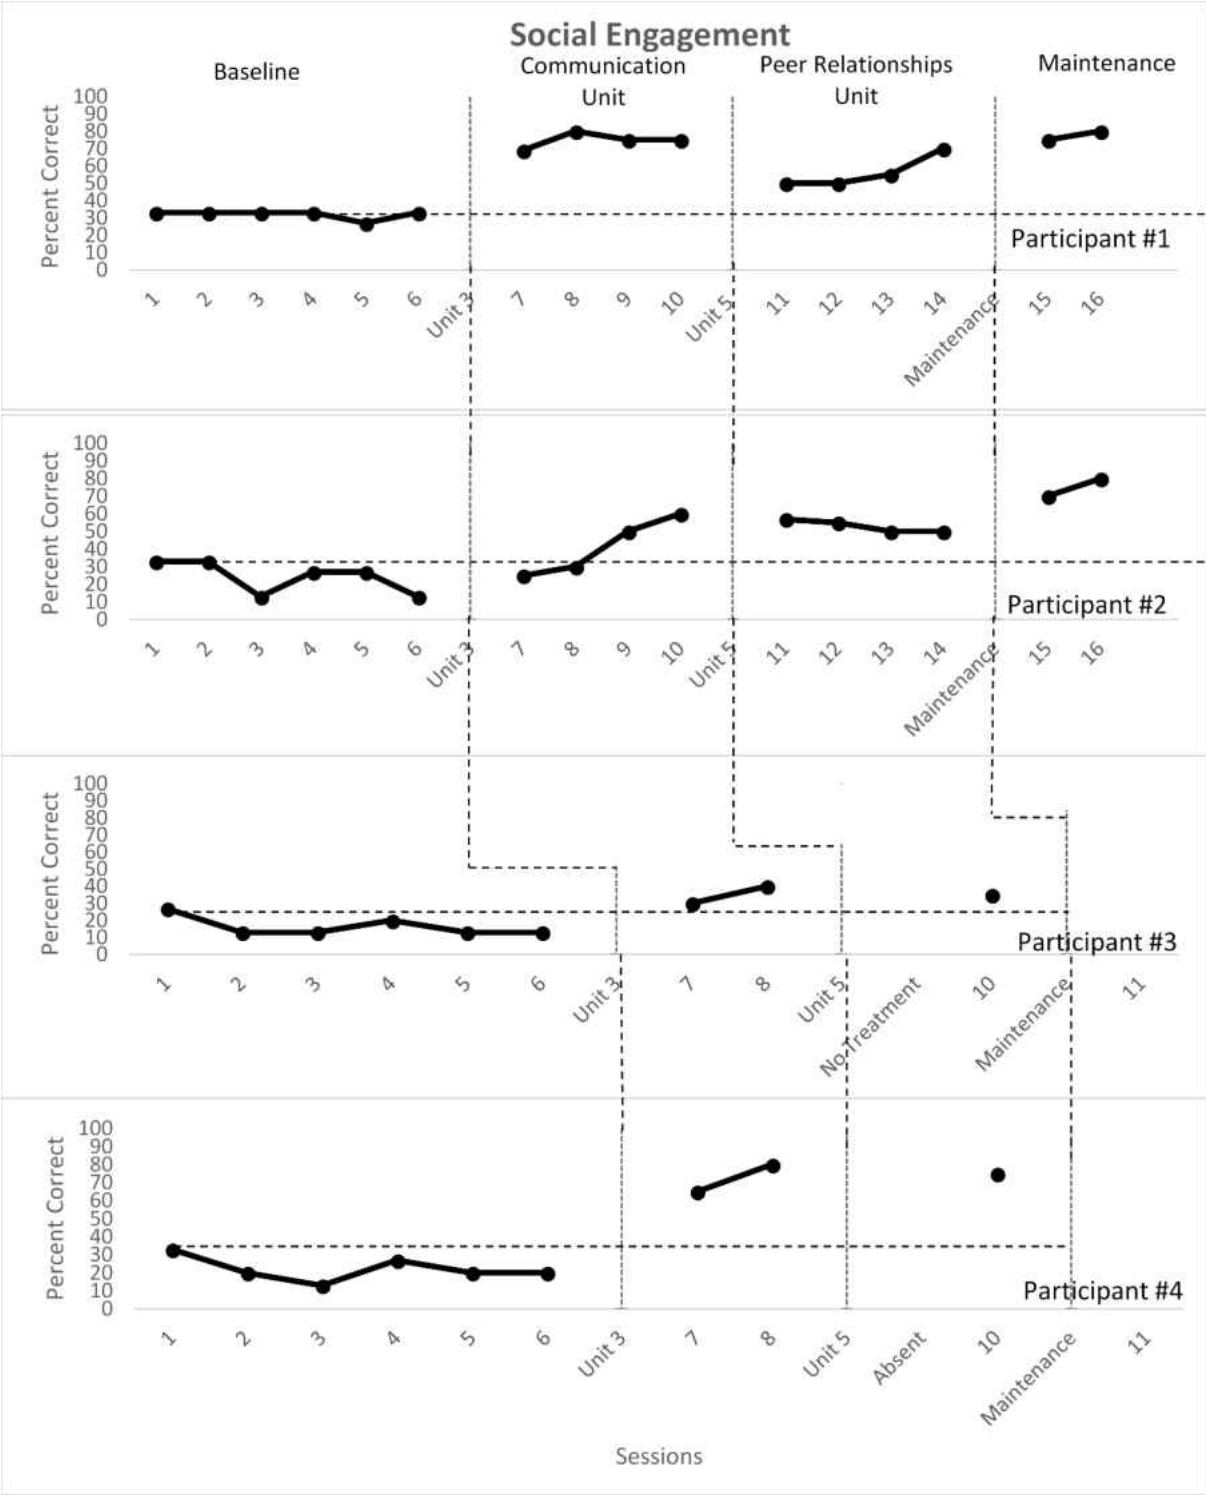 Social Engagement
Baseline
Communication
Unit
Peer Relationships
Unit
Maintenance
Percent Correct
100
90
80
70
60
50
40
30
20
10
0
Participant #1
1 2 3 4 5 6 Unit 3 7 8 9 10 Unit 5 11 12 13 14 Maintenance 15 16
Percent Correct
100
90
80
70
60
50
40
30
20
10
0
Participant #2
1 2 3 4 5 6 Unit 3 7 8 9 10 Unit 5 11 12 13 14 Maintenance 15 16
Percent Correct
100
90
80
70
60
50
40
30
20
10
0
Participant #3
1 2 3 4 5 6 Unit 3 7 8 Unit 5 No Treatment 10 Maintenance 11
Percent Correct
100
90
80
70
60
50
40
30
20
10
0
Participant #4
1 2 3 4 5 6 Unit 3 7 8 Unit 5 Absent 10 Maintenance 11
Sessions